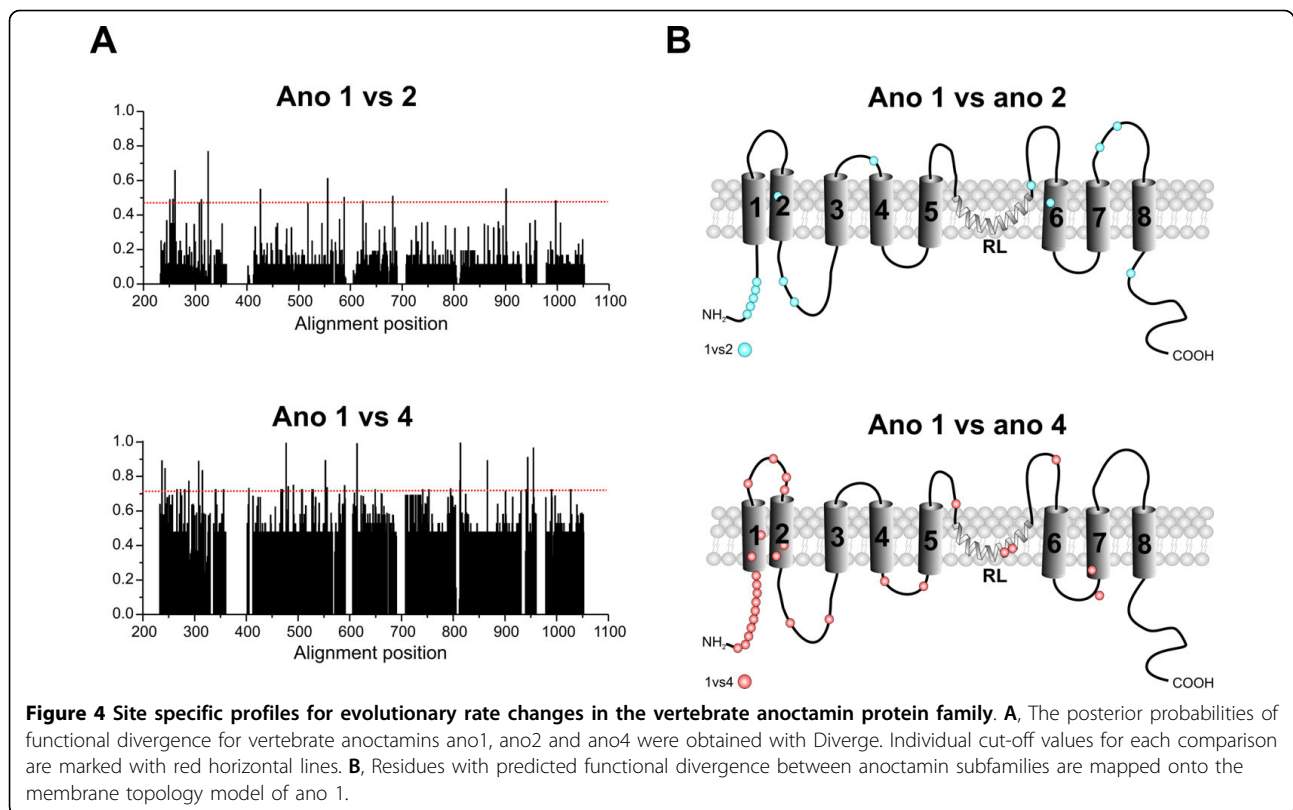 A
B
Ano 1 vs 2
1.0
0.8
0.6
0.4
0.2
0.0
200 300 400 500 600 700 800 900 1000 1100
Alignment position
Ano 1 vs ano 2
1 2 3 4 5 6 7 8
RL
NH2
1vs2
COOH
Ano 1 vs 4
1.0
0.8
0.6
0.4
0.2
0.0
200 300 400 500 600 700 800 900 1000 1100
Alignment position
Ano 1 vs ano 4
1 2 3 4 5 6 7 8
RL
NH2
1vs4
COOH
Figure 4 Site specific profiles for evolutionary rate changes in the vertebrate anoctamin protein family. A, The posterior probabilities of
functional divergence for vertebrate anoctamins ano1, ano2 and ano4 were obtained with Diverge. Individual cut-off values for each comparison
are marked with red horizontal lines. B, Residues with predicted functional divergence between anoctamin subfamilies are mapped onto the
membrane topology model of ano 1.